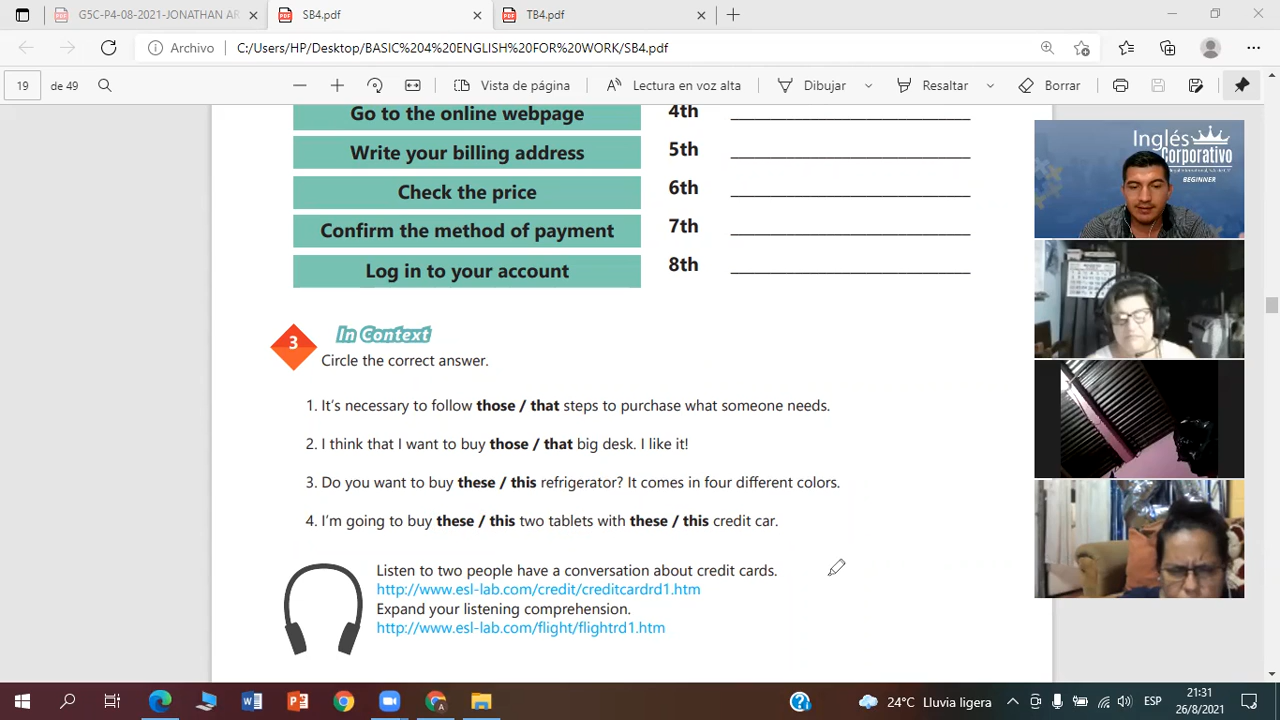 G5C-P4-08-2021-JONATHAN AR
SB4.pdf
TB4.pdf
Archivo
C:/Users/HP/Desktop/BASIC%204%20ENGLISH%20FOR%20WORK/SB4.pdf
19 de 49
Vista de página
Lectura en voz alta
Dibujar
Resaltar
Borrar
Go to the online webpage
4th
Write your billing address
5th
Check the price
6th
Confirm the method of payment
7th
Log in to your account
8th
3
In Context
Circle the correct answer.
1. It's necessary to follow those / that steps to purchase what someone needs.
2. I think that I want to buy those / that big desk. I like it!
3. Do you want to buy these / this refrigerator? It comes in four different colors.
4. I'm going to buy these / this two tablets with these / this credit car.
Listen to two people have a conversation about credit cards.
http://www.esl-lab.com/credit/creditcardrd1.htm
Expand your listening comprehension.
http://www.esl-lab.com/flight/flightrd1.htm
Inglés
Corporativo
BEGINNER
24°C Lluvia ligera
ESP
21:31
26/8/2021